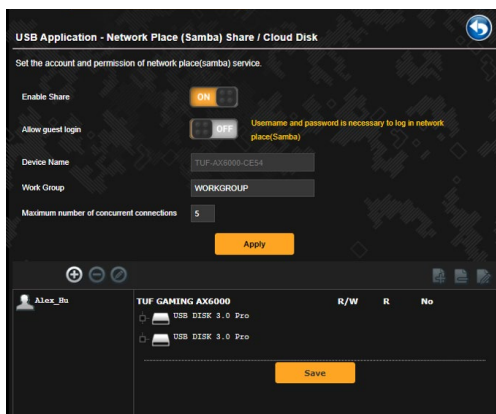 USB Application - Network Place (Samba) Share / Cloud Disk
Set the account and permission of network place(samba) service.
Enable Share
ON
Allow guest login
OFF
Username and password is necessary to log in network
place(Samba)
Device Name
TUF-AX6000-CE54
Work Group
WORKGROUP
Maximum number of concurrent connections
5
Apply
Alex_Hu
TUF GAMING AX6000 R/W R No
USB DISK 3.0 Pro
USB DISK 3.0 Pro
Save